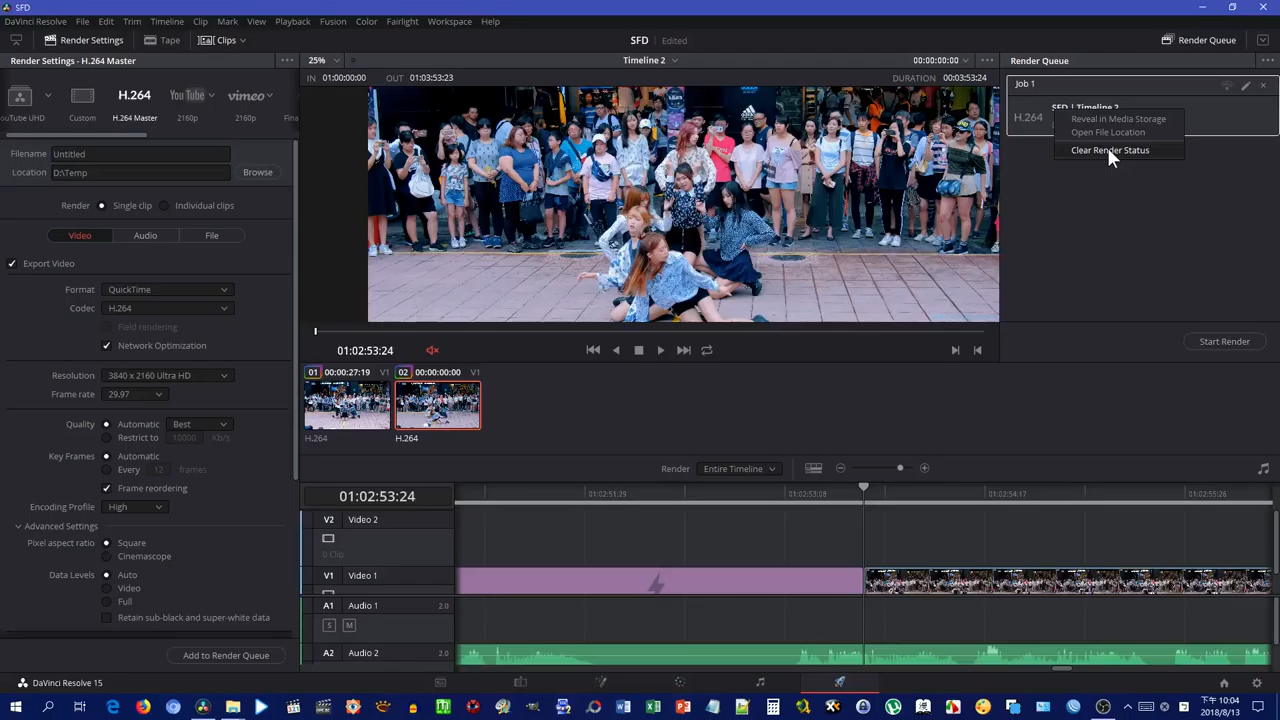 SFD
DaVinci Resolve File Edit Trim Timeline Clip Mark View Playback Fusion Color Fairlight Workspace Help
Render Settings Tape Clips SFD Edited Render Queue
Render Settings - H.264 Master 25% Timeline 2 00:00:00:00 Render Queue
IN 01:00:00:00 OUT 01:03:53:23 DURATION 00:03:53:24
Job 1
H.264 YouTube vimeo
ouTube UHD Custom H.264 Master 2160p 2160p Fina
SFD | Timeline 2
H.264
Reveal in Media Storage
Open File Location
Clear Render Status
Filename Untitled
Location D:\Temp Browse
Render Single clip Individual clips
Video Audio File
Export Video
Format QuickTime
Codec H.264
Field rendering
Network Optimization
01:02:53:24
Start Render
Resolution 3840 x 2160 Ultra HD
Frame rate 29.97
01 00:00:27:19 V1 02 00:00:00:00 V1
H.264 H.264
Quality Automatic Best
Restrict to 10000 Kb/s
Key Frames Automatic
Every 12 frames
Frame reordering
Encoding Profile High
Advanced Settings
Pixel aspect ratio Square
Cinemascope
Data Levels Auto
Video
Full
Retain sub-black and super-white data
Add to Render Queue
Render Entire Timeline
01:02:53:24 01:02:51:29 01:02:53:08 01:02:54:17 01:02:55:26
V2 Video 2
0 Clip
V1 Video 1
A1 Audio 1 2.0
S M
A2 Audio 2 2.0
DaVinci Resolve 15
下午 10:04
2018/8/13